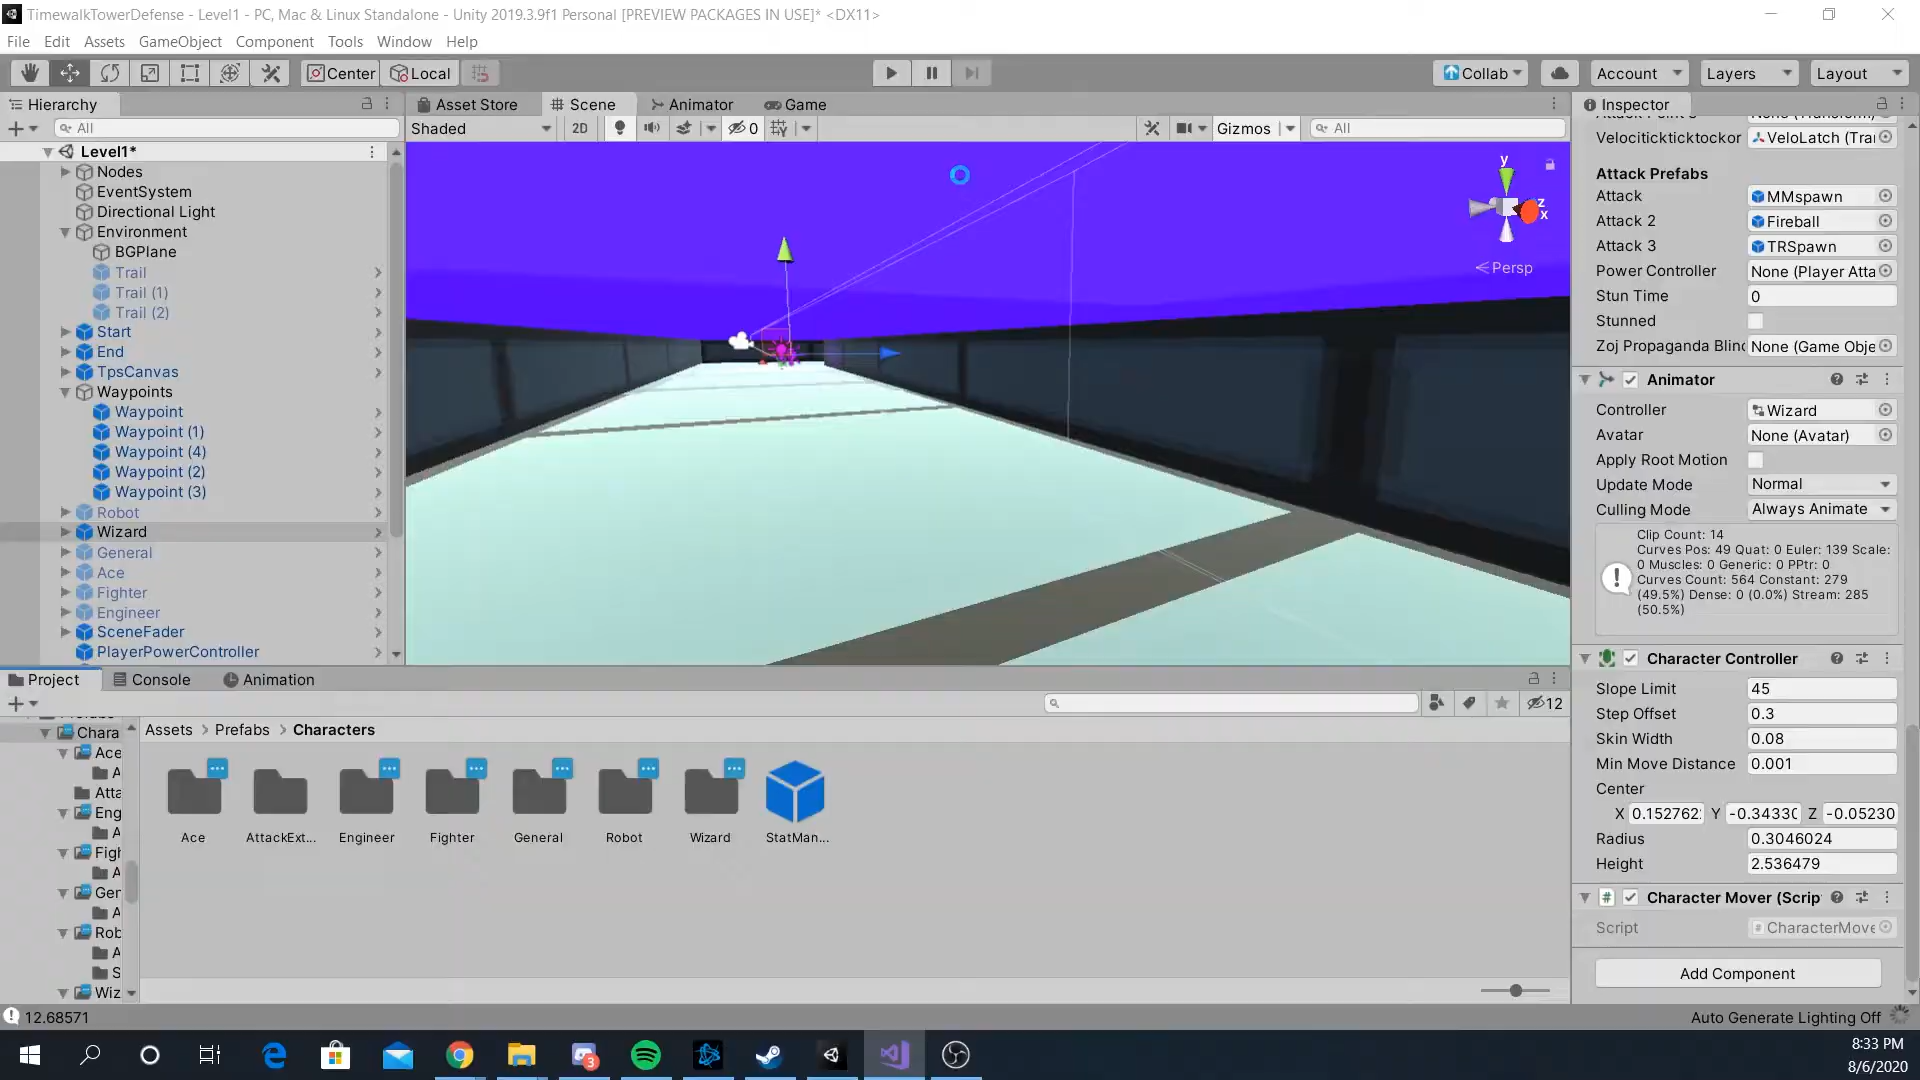 TimewalkTowerDefense - Level1 - PC, Mac & Linux Standalone - Unity 2019.3.9f1 Personal [PREVIEW PACKAGES IN USE]* <DX11>
File Edit Assets GameObject Component Tools Window Help
Center Local Collab Account Layers Layout
Hierarchy
All
Level1*
Nodes
EventSystem
Directional Light
Environment
BGPlane
Trail
Trail (1)
Trail (2)
Start
End
TpsCanvas
Waypoints
Waypoint
Waypoint (1)
Waypoint (4)
Waypoint (2)
Waypoint (3)
Robot
Wizard
General
Ace
Fighter
Engineer
SceneFader
PlayerPowerController
Asset Store Scene Animator Game
Shaded 2D 0 Gizmos All
y
z
x
Persp
Inspector
Velocitickticktockor VeloLatch (Trai
Attack Prefabs
Attack MMspawn
Attack 2 Fireball
Attack 3 TRSpawn
Power Controller None (Player Atta
Stun Time 0
Stunned
Zoj Propaganda Blind None (Game Obje
Animator
Controller Wizard
Avatar None (Avatar)
Apply Root Motion
Update Mode Normal
Culling Mode Always Animate
Clip Count: 14
Curves Pos: 49 Quat: 0 Euler: 139 Scale:
0 Muscles: 0 Generic: 0 PPtr: 0
Curves Count: 564 Constant: 279
(49.5%) Dense: 0 (0.0%) Stream: 285
(50.5%)
Character Controller
Slope Limit 45
Step Offset 0.3
Skin Width 0.08
Min Move Distance 0.001
Center
X 0.152762 Y -0.3433 Z -0.05230
Radius 0.3046024
Height 2.536479
Character Mover (Scrip
Script CharacterMove
Add Component
Project Console Animation
12
Chara
Ace
A
Atta
Eng
A
Figh
A
Gen
A
Rob
A
S
Wiz
Assets > Prefabs > Characters
Ace AttackExt... Engineer Fighter General Robot Wizard StatMan...
12.68571
Auto Generate Lighting Off
3
8:33 PM
8/6/2020